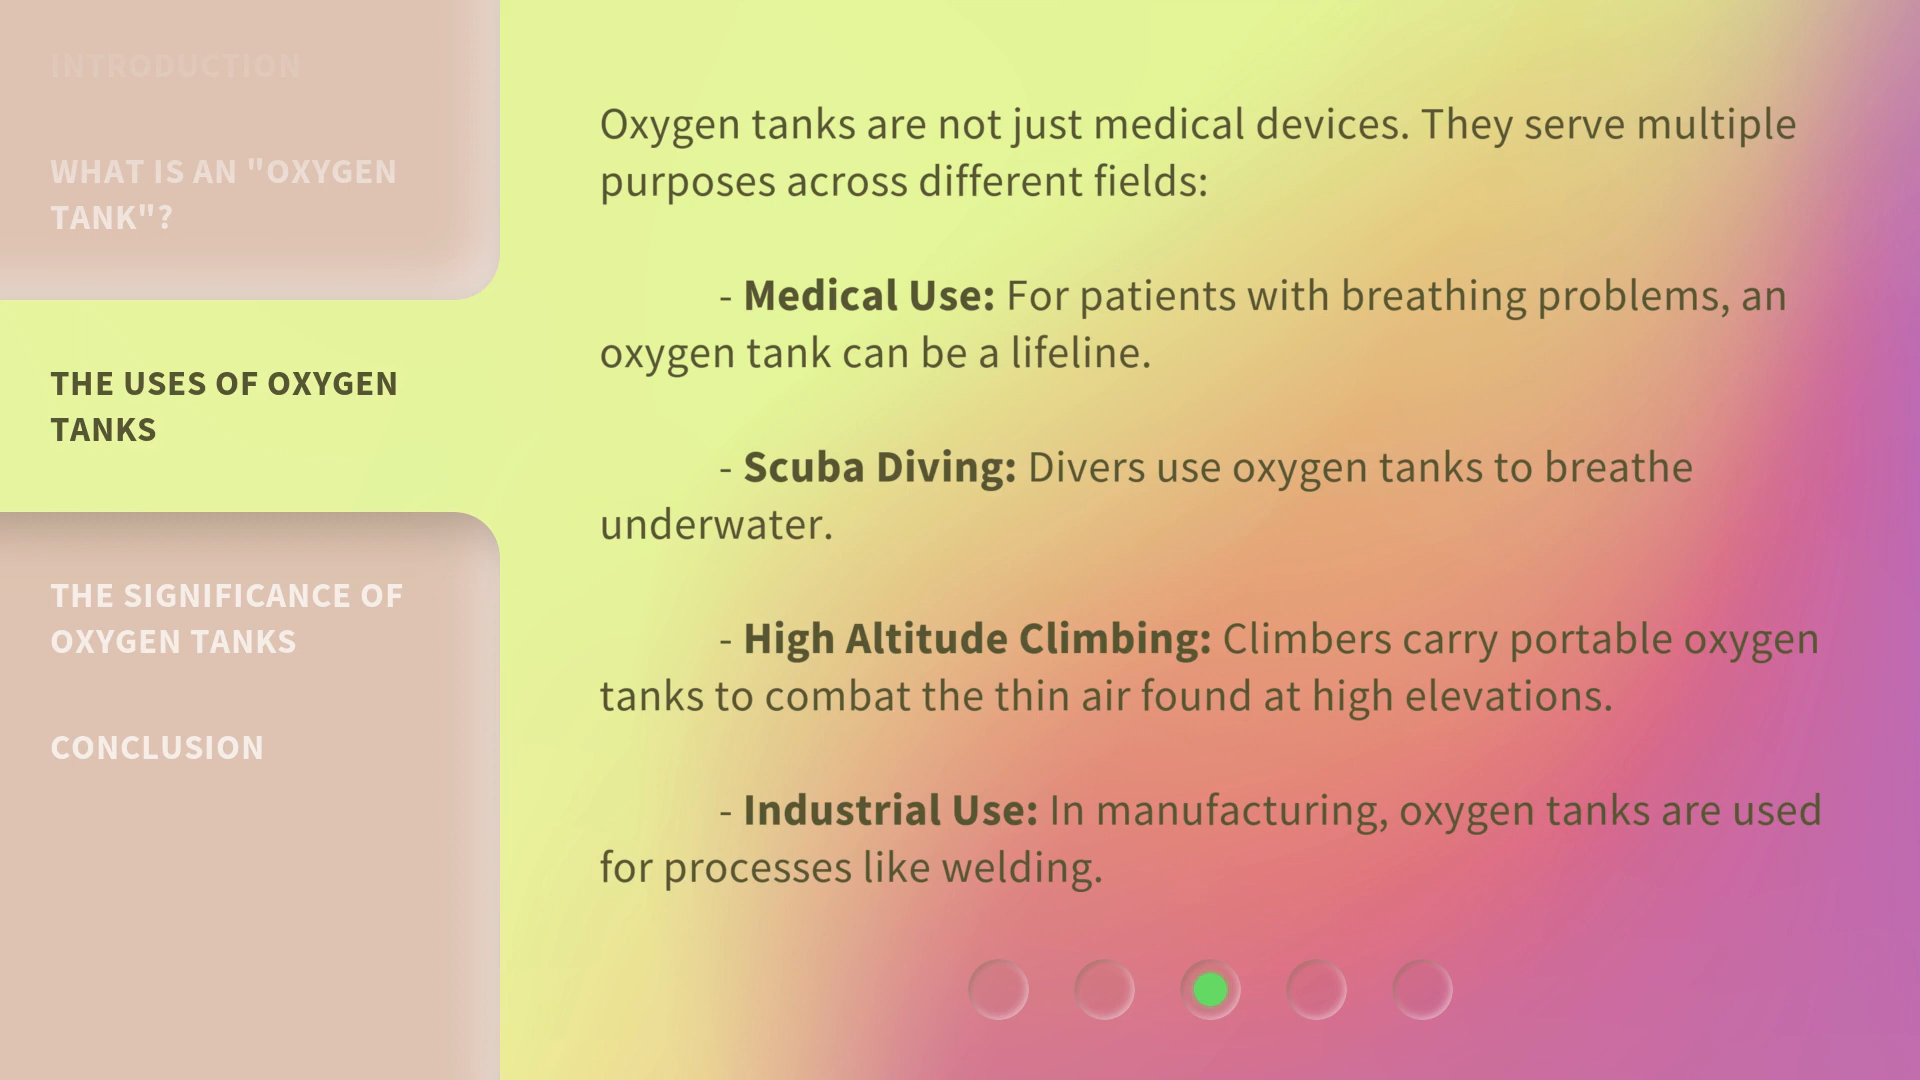 INTRODUCTION
WHAT IS AN "OXYGEN
TANK"?
THE USES OF OXYGEN
TANKS
THE SIGNIFICANCE OF
OXYGEN TANKS
CONCLUSION
Oxygen tanks are not just medical devices. They serve multiple
purposes across different fields:
- Medical Use: For patients with breathing problems, an
oxygen tank can be a lifeline.
- Scuba Diving: Divers use oxygen tanks to breathe
underwater.
- High Altitude Climbing: Climbers carry portable oxygen
tanks to combat the thin air found at high elevations.
- Industrial Use: In manufacturing, oxygen tanks are used
for processes like welding.